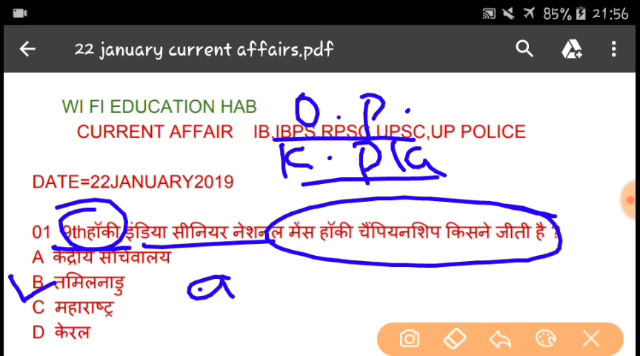 85% 21:56
22 january current affairs.pdf
WI FI EDUCATION HAB
O. P.
CURRENT AFFAIR IB,IBPS,RPSC,UPSC,UP POLICE
DATE=22JANUARY2019
01 9thहॉकी इंडिया सीनियर नेशनल मेंस हॉकी चैंपियनशिप किसने जीती है ?
A केंद्रीय सचिवालय
B तमिलनाडु
a
C महाराष्ट्र
D केरल